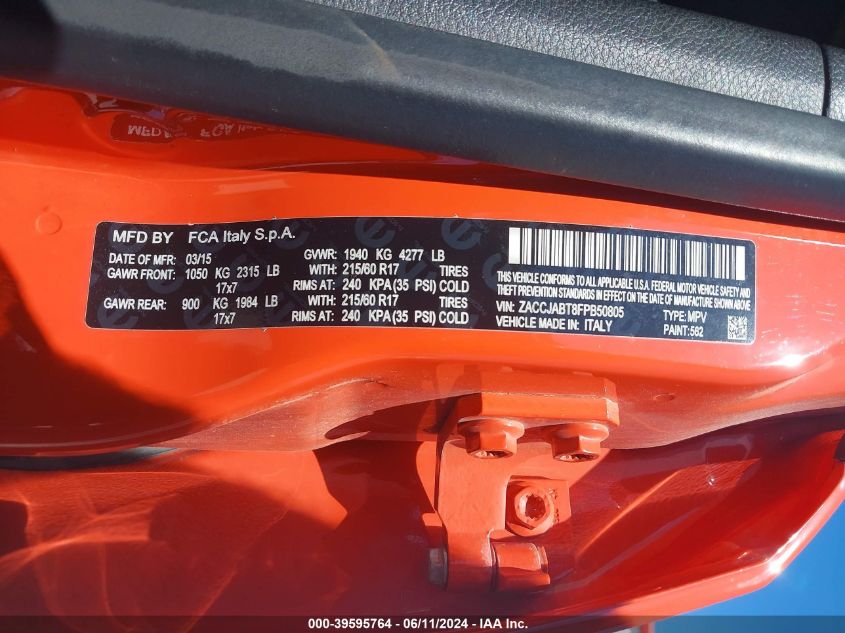 MFD BY FCA Italy S.p.A.
DATE OF MFR: 03/15 GVWR: 1940 KG 4277 LB
GAWR FRONT: 1050 KG 2315 LB WITH: 215/60 R17 TIRES
17x7 RIMS AT: 240 KPA (35 PSI) COLD
GAWR REAR: 900 KG 1984 LB WITH: 215/60 R17 TIRES
17x7 RIMS AT: 240 KPA (35 PSI) COLD
THIS VEHICLE CONFORMS TO ALL APPLICABLE U.S.A. FEDERAL MOTOR VEHICLE SAFETY AND
THEFT PREVENTION STANDARDS IN EFFECT ON THE DATE OF MANUFACTURE SHOWN ABOVE
VIN: ZACCJABT8FPB50805 TYPE: MPV
VEHICLE MADE IN: ITALY PAINT: 562
000-39595764 - 06/11/2024 - IAA Inc.